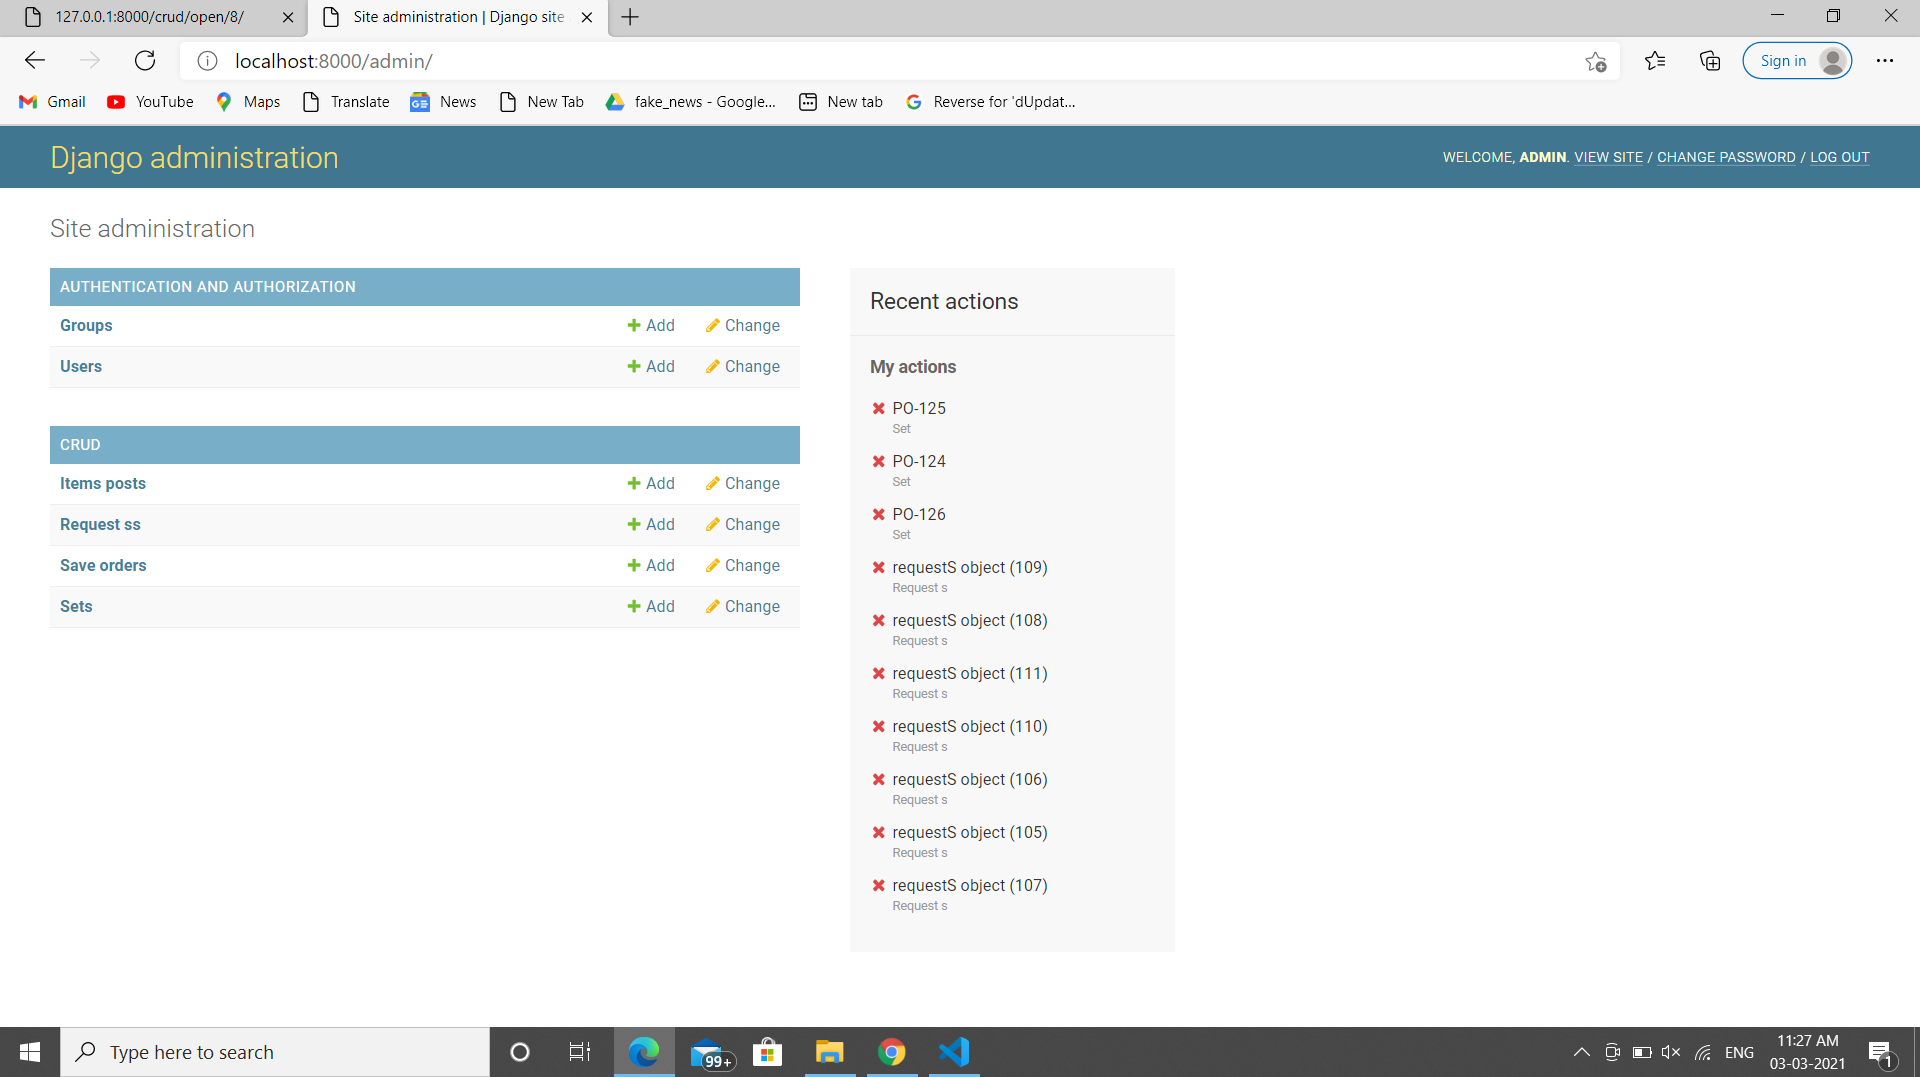 127.0.0.1:8000/crud/open/8/
Site administration | Django site
localhost:8000/admin/
Sign in
Gmail YouTube Maps Translate News New Tab fake_news - Google... New tab Reverse for 'dUpdat...
Django administration
WELCOME, ADMIN. VIEW SITE / CHANGE PASSWORD / LOG OUT
Site administration
AUTHENTICATION AND AUTHORIZATION
Groups Add Change
Users Add Change
CRUD
Items posts Add Change
Request ss Add Change
Save orders Add Change
Sets Add Change
Recent actions
My actions
PO-125
Set
PO-124
Set
PO-126
Set
requestS object (109)
Request s
requestS object (108)
Request s
requestS object (111)
Request s
requestS object (110)
Request s
requestS object (106)
Request s
requestS object (105)
Request s
requestS object (107)
Request s
Type here to search
99+
ENG
11:27 AM
03-03-2021
1